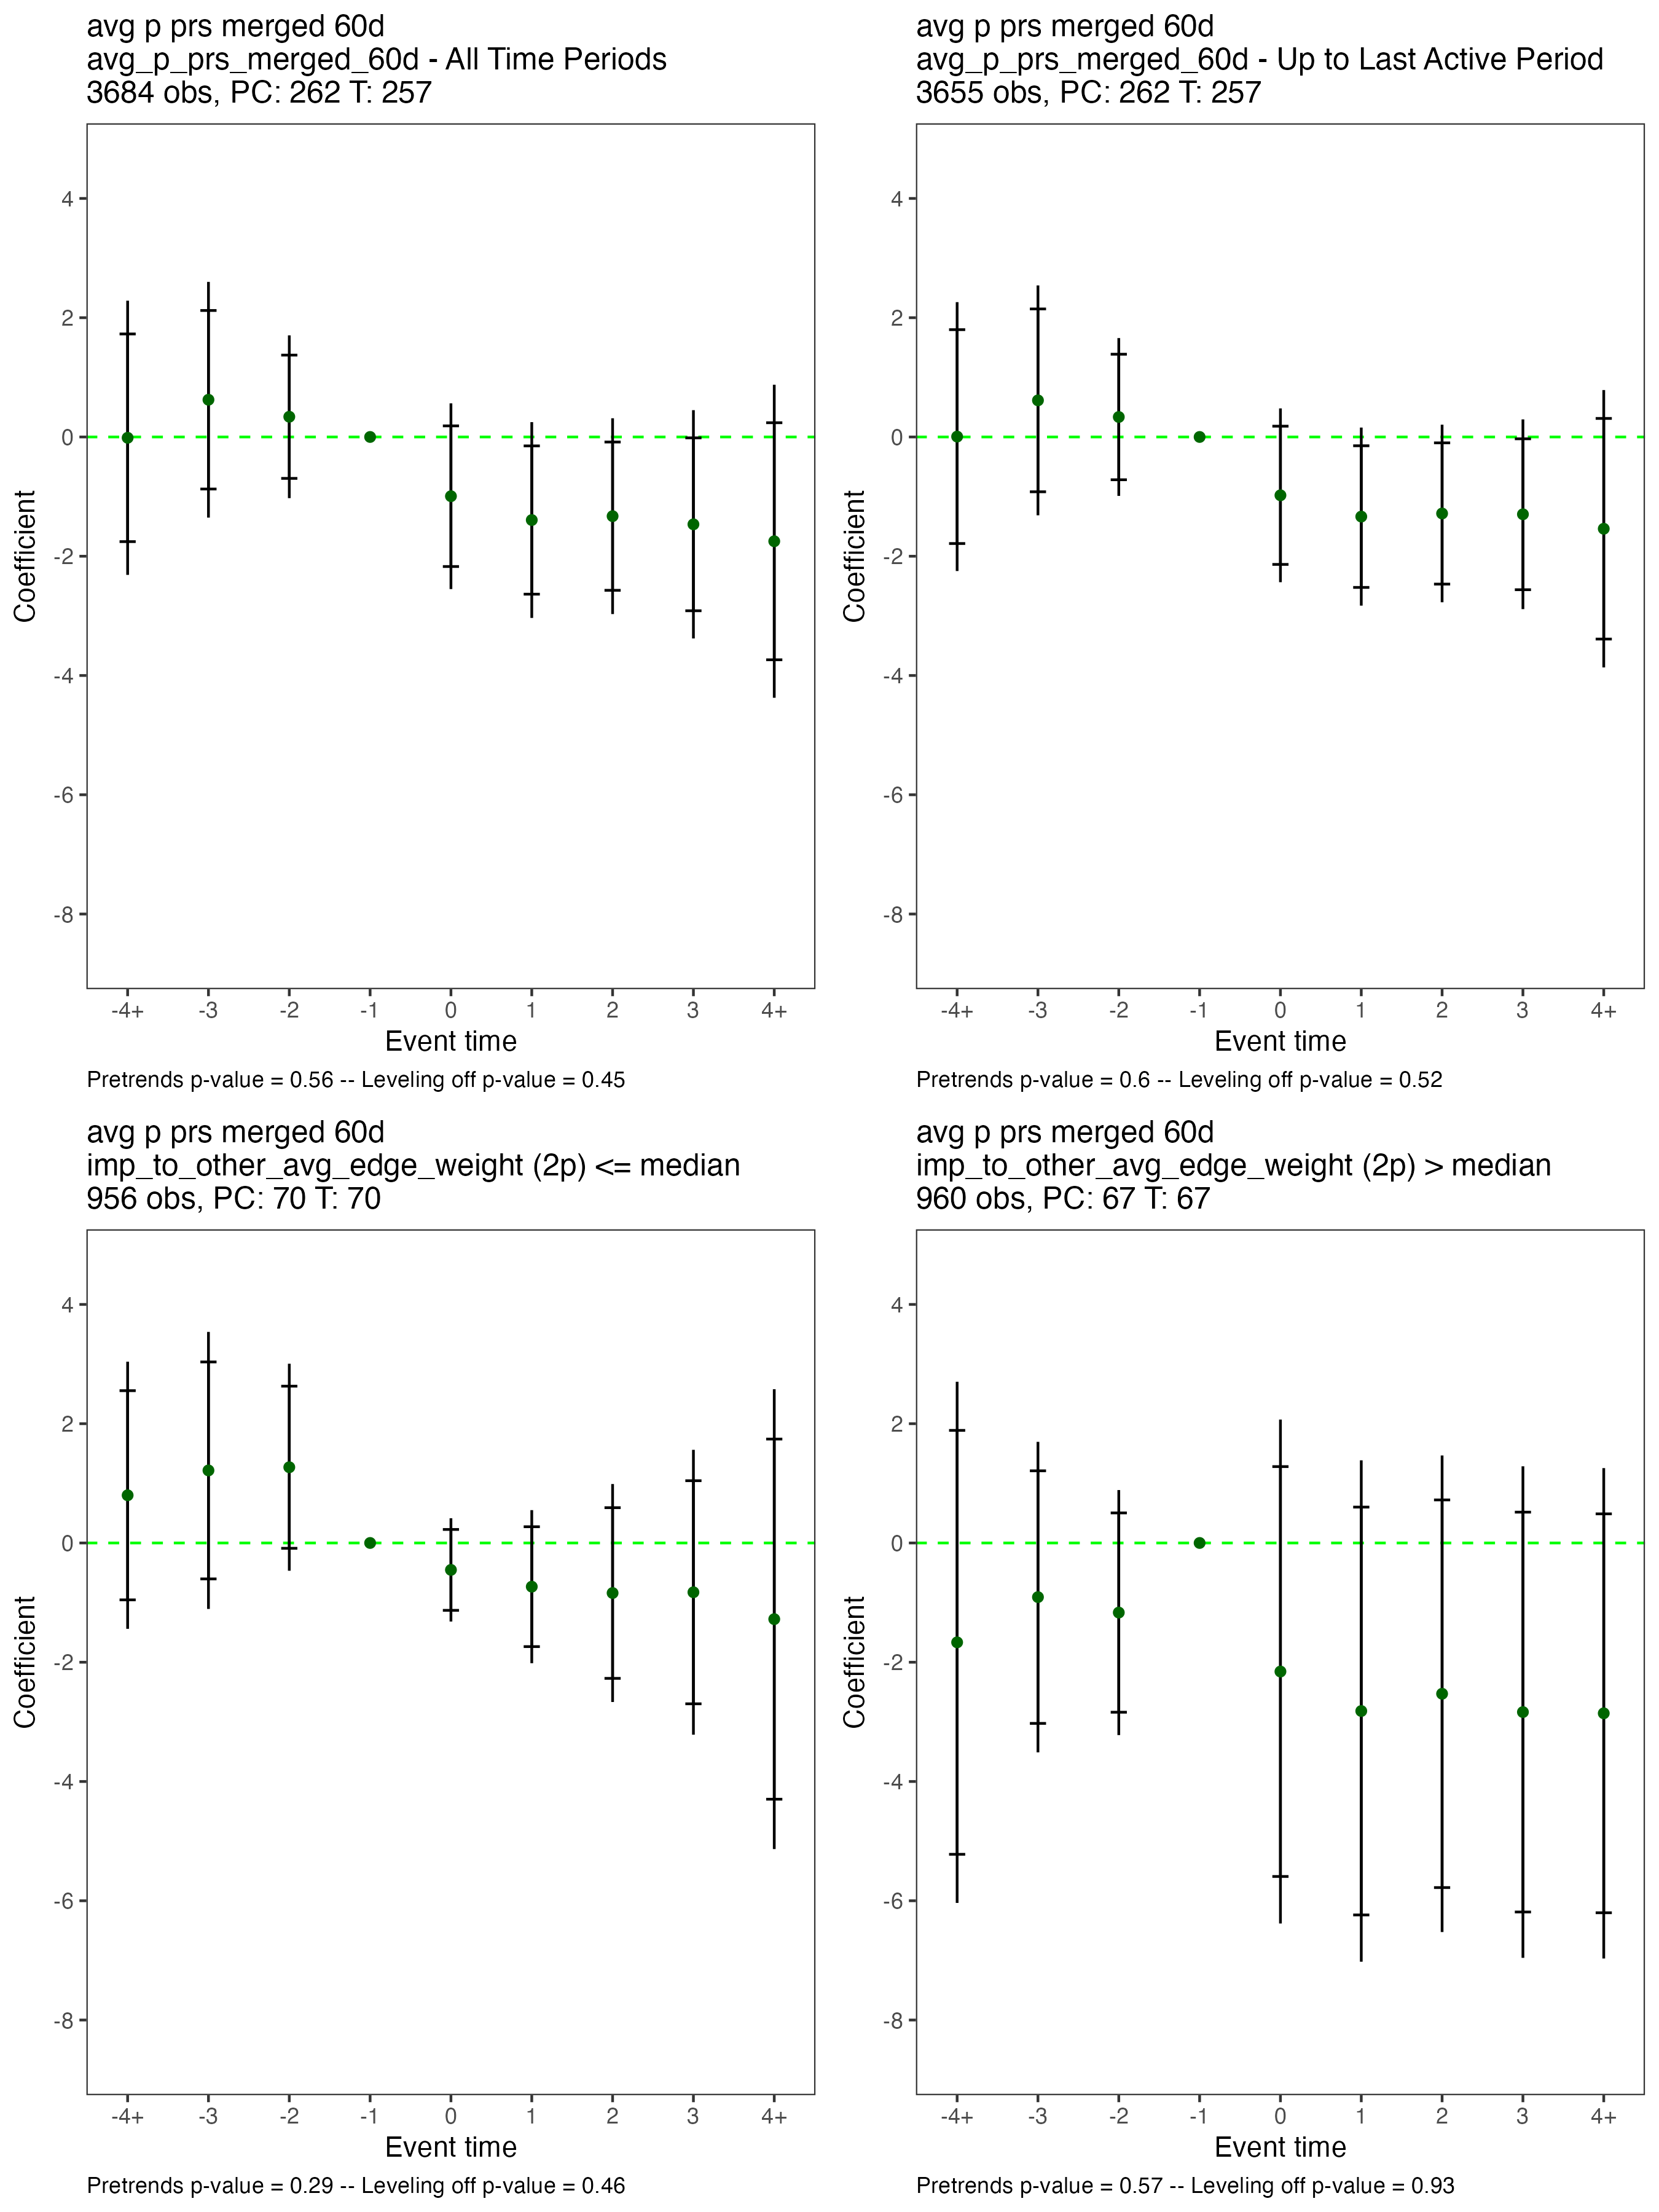 avg p prs merged 60d
avg_p_prs_merged_60d - All Time Periods
3684 obs, PC: 262 T: 257
4
2
0
-2
-4
-6
-8
Coefficient
-4+ -3 -2 -1 0 1 2 3 4+
Event time
Pretrends p-value = 0.56 -- Leveling off p-value = 0.45
avg p prs merged 60d
avg_p_prs_merged_60d - Up to Last Active Period
3655 obs, PC: 262 T: 257
4
2
0
-2
-4
-6
-8
Coefficient
-4+ -3 -2 -1 0 1 2 3 4+
Event time
Pretrends p-value = 0.6 -- Leveling off p-value = 0.52
avg p prs merged 60d
imp_to_other_avg_edge_weight (2p) <= median
956 obs, PC: 70 T: 70
4
2
0
-2
-4
-6
-8
Coefficient
-4+ -3 -2 -1 0 1 2 3 4+
Event time
Pretrends p-value = 0.29 -- Leveling off p-value = 0.46
avg p prs merged 60d
imp_to_other_avg_edge_weight (2p) > median
960 obs, PC: 67 T: 67
4
2
0
-2
-4
-6
-8
Coefficient
-4+ -3 -2 -1 0 1 2 3 4+
Event time
Pretrends p-value = 0.57 -- Leveling off p-value = 0.93